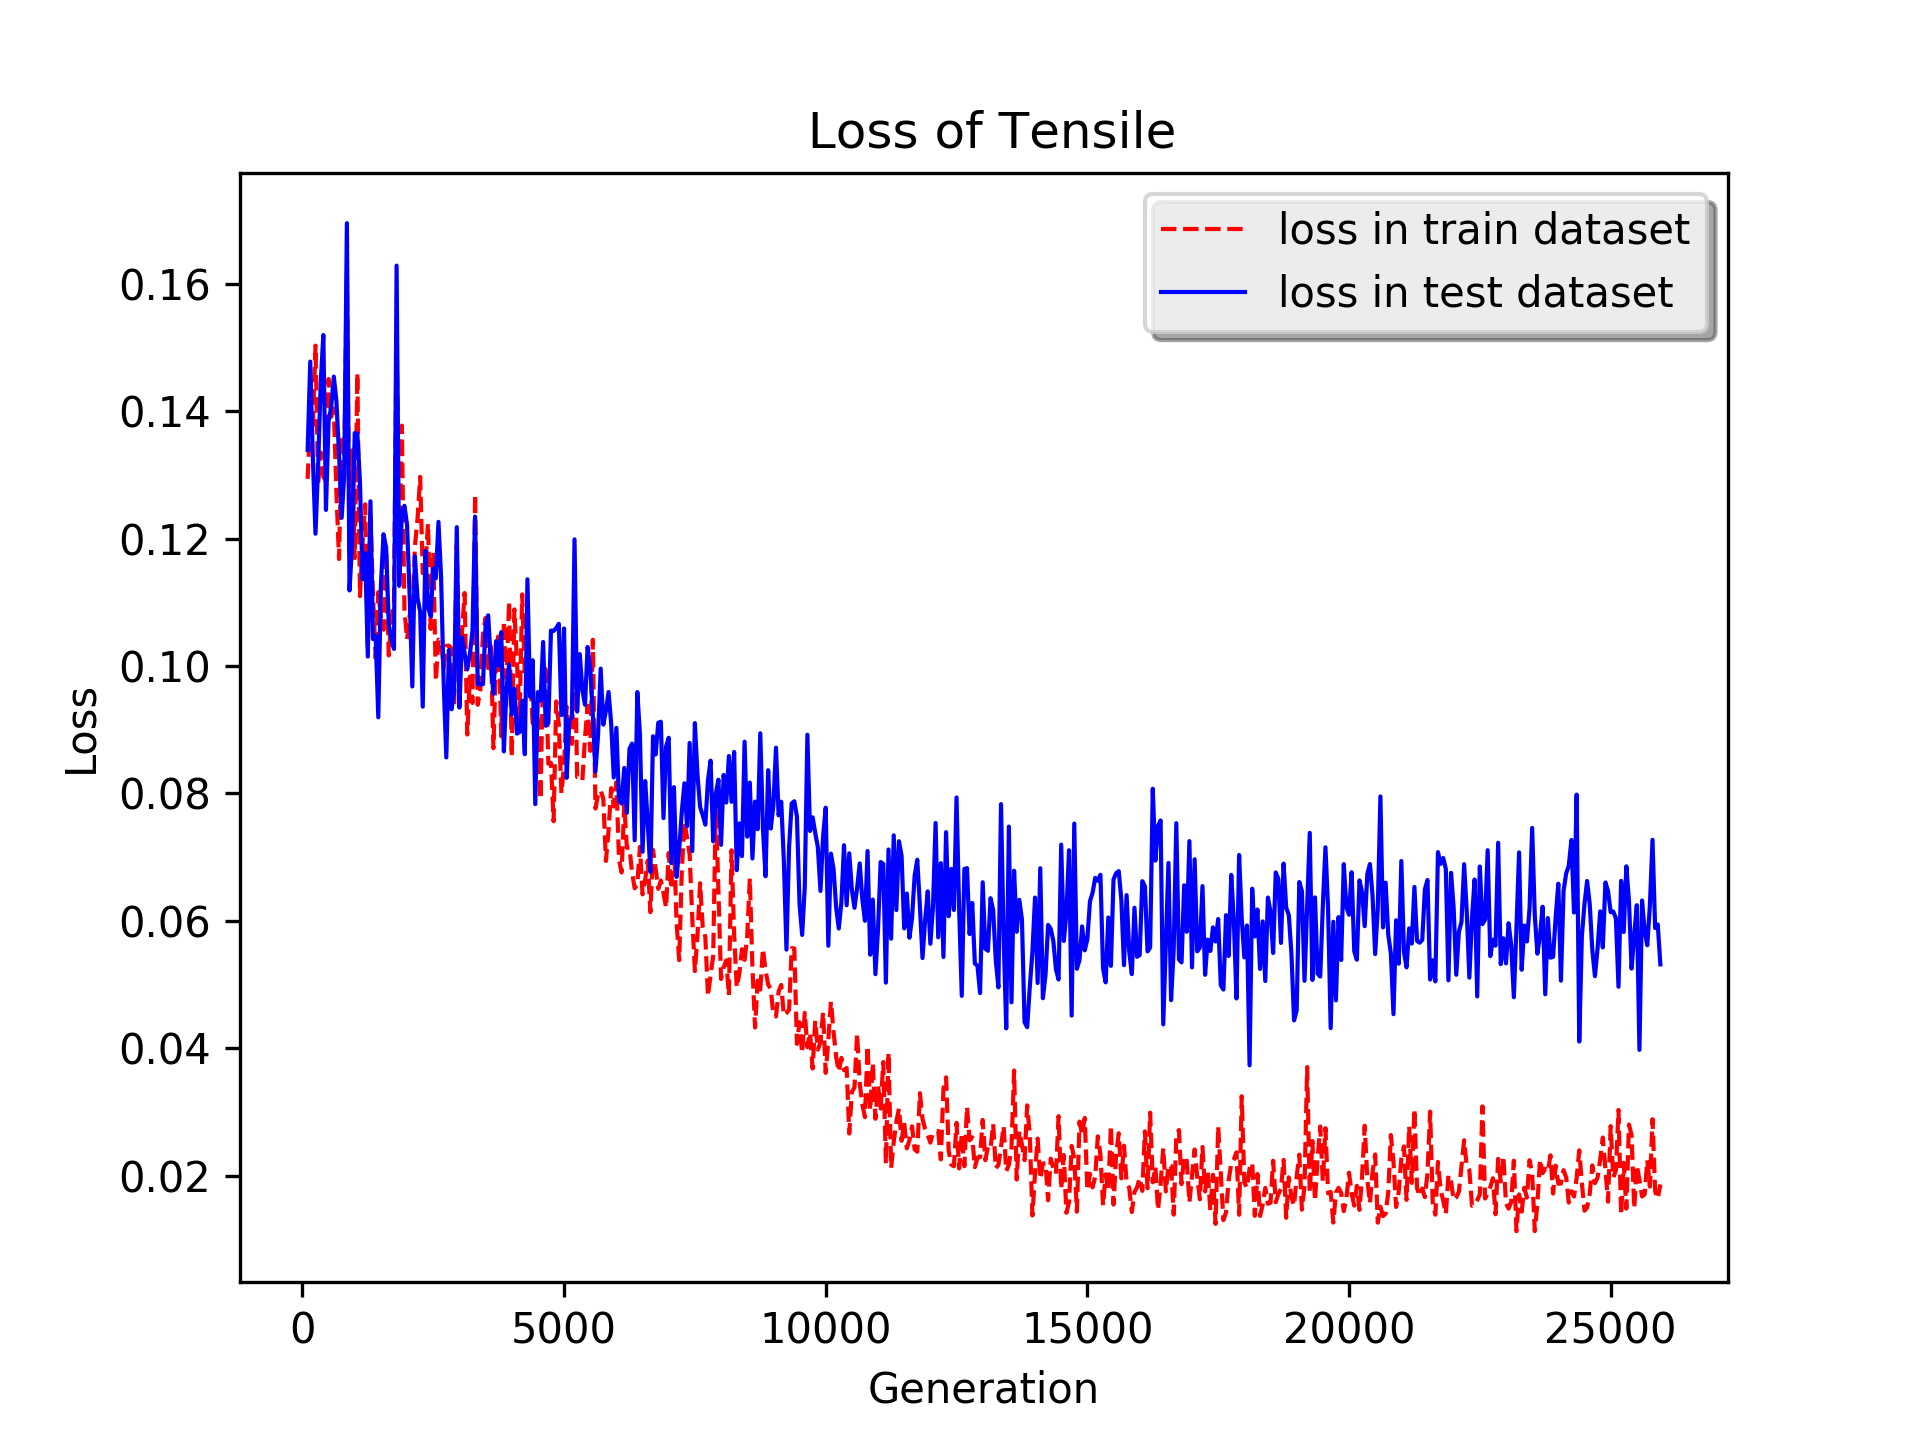 Loss of Tensile
loss in train dataset
loss in test dataset
0.16
0.14
0.12
0.10
0.08
0.06
0.04
0.02
Loss
0 5000 10000 15000 20000 25000
Generation